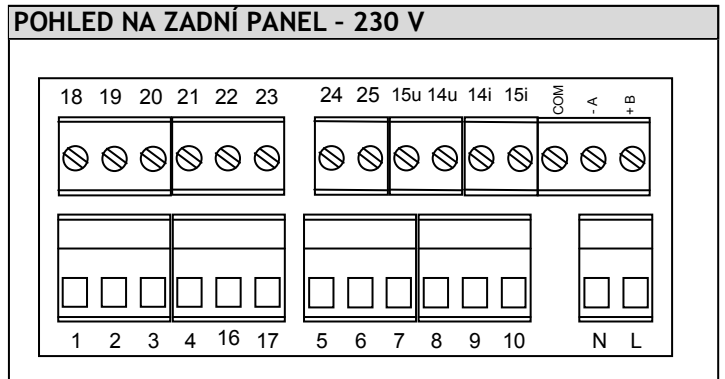 POHLED NA ZADNÍ PANEL – 230 V
18 19 20 21 22 23 24 25 15u 14u 14i 15i COM - A + B
1 2 3 4 16 17 5 6 7 8 9 10 N L